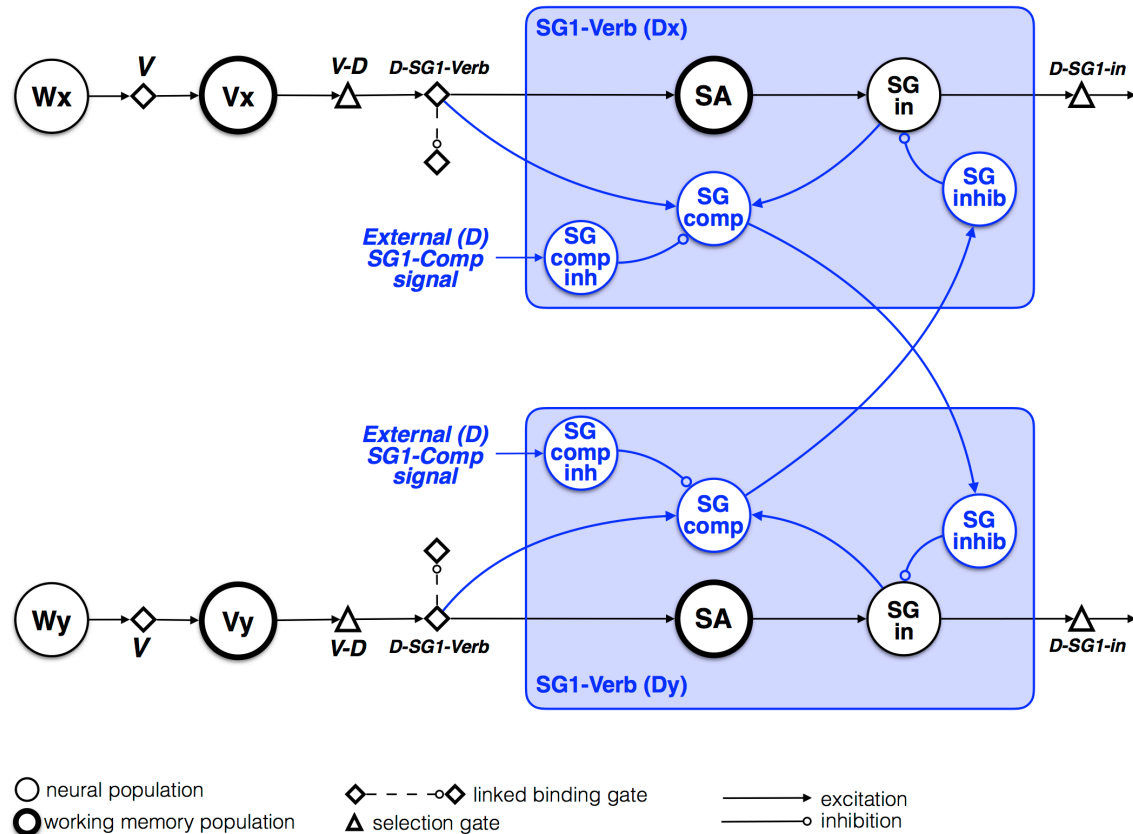 SG1-Verb (Dx)
V
V-D
D-SG1-Verb
D-SG1-in
Wx
Vx
SA
SG
in
SG
comp
SG
inhib
External (D)
SG1-Comp
signal
SG
comp
inh
External (D)
SG1-Comp
signal
SG
comp
inh
SG
comp
SG
inhib
Wy
Vy
SA
SG
in
V
V-D
D-SG1-Verb
D-SG1-in
SG1-Verb (Dy)
neural population
linked binding gate
excitation
working memory population
selection gate
inhibition